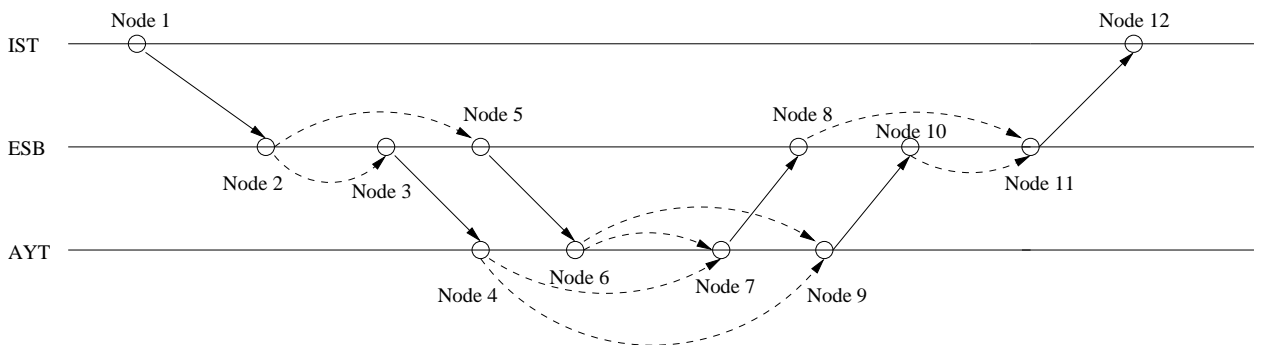 Node 1
Node 12
IST
Node 5
Node 8
Node 10
ESB
Node 2
Node 3
Node 11
AYT
Node 6
Node 4
Node 7
Node 9